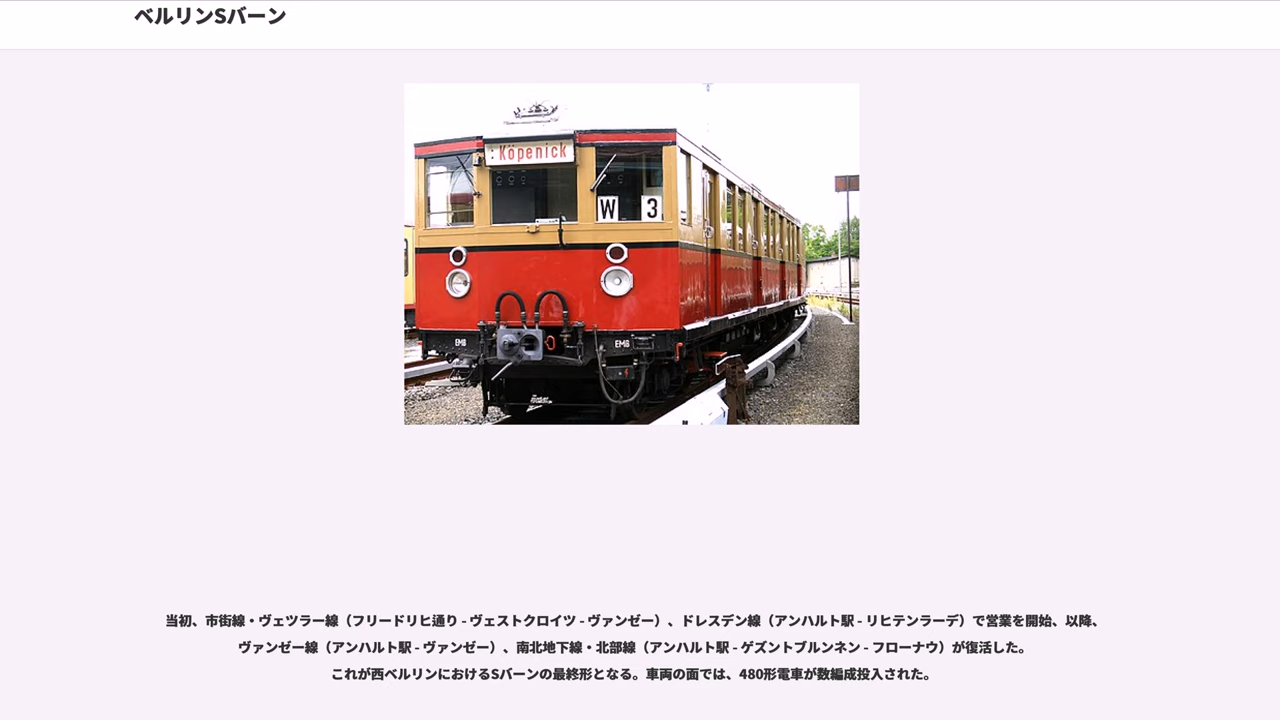 ベルリンSバーン
: Köpenick
W 3
EMB EMB
当初、市街線・ヴェツラー線（フリードリヒ通り - ヴェストクロイツ - ヴァンゼー）、ドレスデン線（アンハルト駅 - リヒテンラーデ）で営業を開始、以降、
ヴァンゼー線（アンハルト駅 - ヴァンゼー）、南北地下線・北部線（アンハルト駅 - ゲズントブルンネン - フローナウ）が復活した。
これが西ベルリンにおけるSバーンの最終形となる。車両の面では、480形電車が数編成投入された。